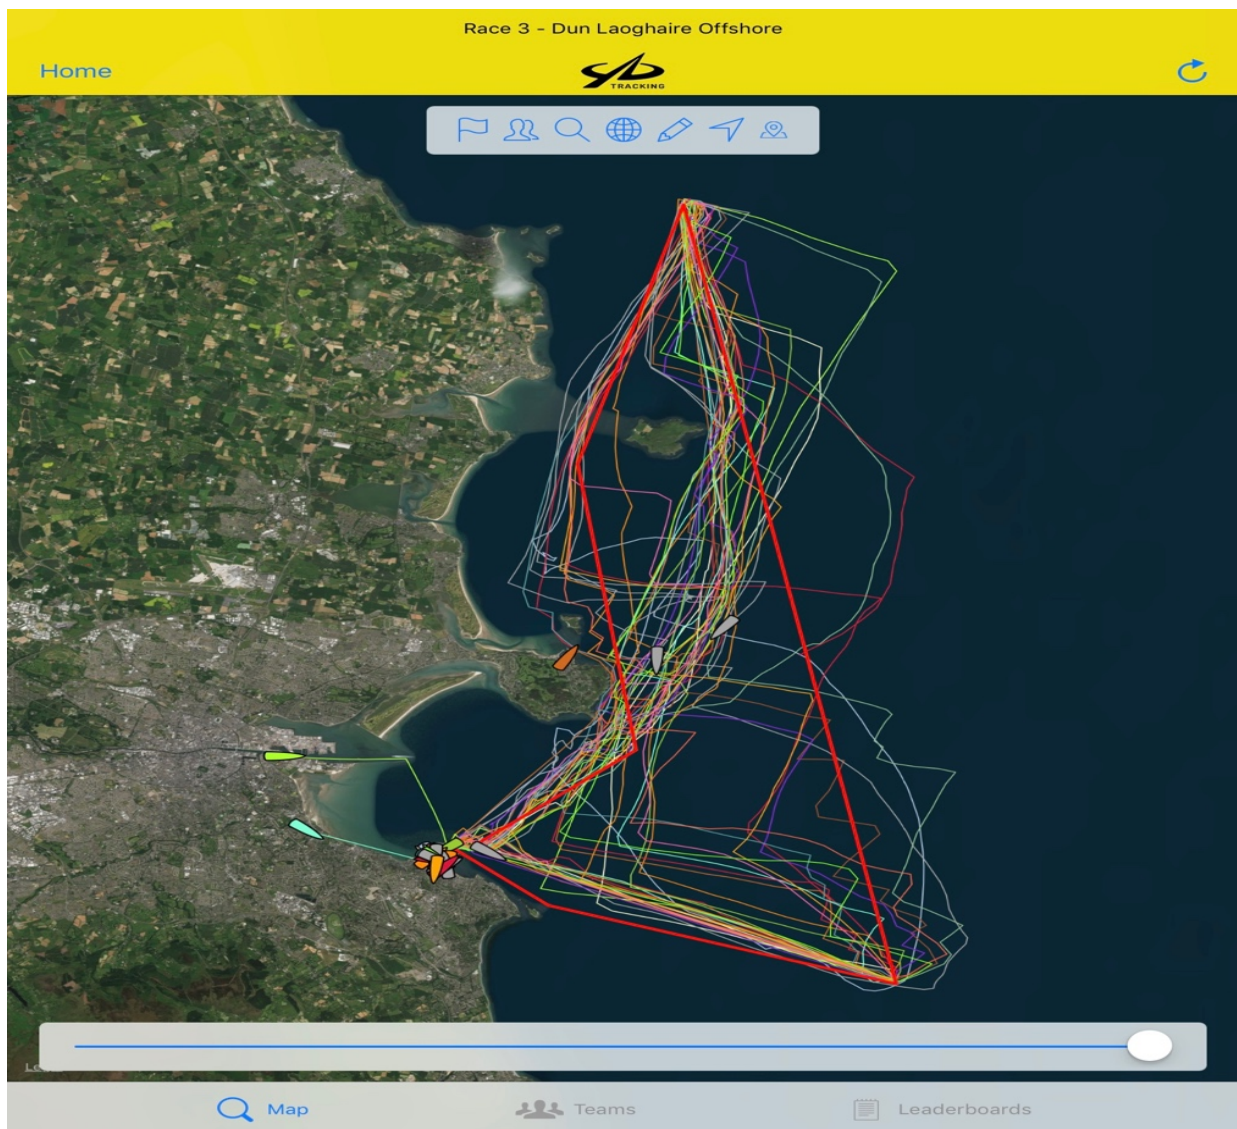 Race 3 - Dun Laoghaire Offshore
Home
TRACKING
Map
Teams
Leaderboards